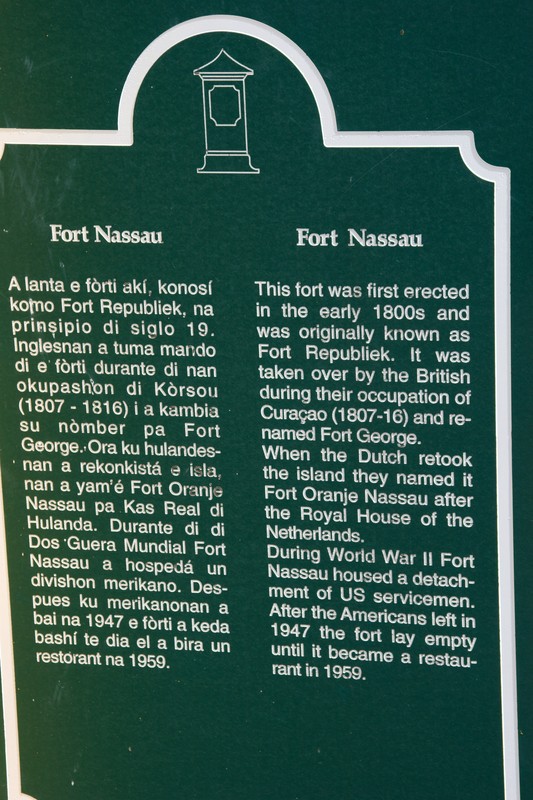 Fort Nassau
A lanta e fòrti akí, konosí
komo Fort Republiek, na
prinsipio di siglo 19.
Inglesnan a tuma mando
di e fòrti durante di nan
okupashon di Kòrsou
(1807 - 1816) i a kambia
su nòmber pa Fort
George. Ora ku hulandes-
nan a rekonkistá e isla,
nan a yam'é Fort Oranje
Nassau pa Kas Real di
Hulanda. Durante di di
Dos Guera Mundial Fort
Nassau a hospedá un
divishon merikano. Des-
pues ku merikanonan a
bai na 1947 e fòrti a keda
bashí te dia el a bira un
restorant na 1959.
Fort Nassau
This fort was first erected
in the early 1800s and
was originally known as
Fort Republiek. It was
taken over by the British
during their occupation of
Curaçao (1807-16) and re-
named Fort George.
When the Dutch retook
the island they named it
Fort Oranje Nassau after
the Royal House of the
Netherlands.
During World War II Fort
Nassau housed a detach-
ment of US servicemen.
After the Americans left in
1947 the fort lay empty
until it became a restau-
rant in 1959.